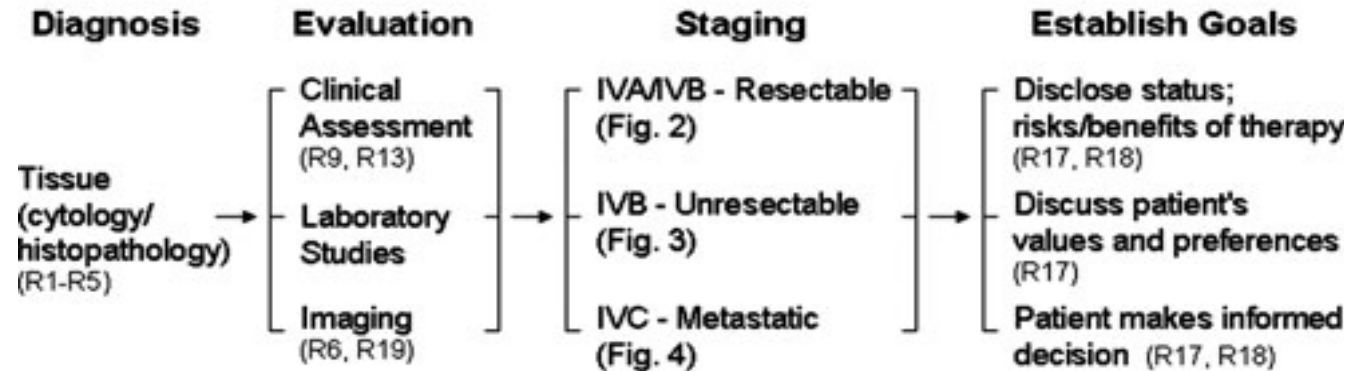 Diagnosis
Evaluation
Staging
Establish Goals
Tissue
(cytology/
histopathology)
(R1-R5)
Clinical
Assessment
(R9, R13)
Laboratory
Studies
Imaging
(R6, R19)
IVA/IVB - Resectable
(Fig. 2)
IVB - Unresectable
(Fig. 3)
IVC - Metastatic
(Fig. 4)
Disclose status;
risks/benefits of therapy
(R17, R18)
Discuss patient's
values and preferences
(R17)
Patient makes informed
decision (R17, R18)